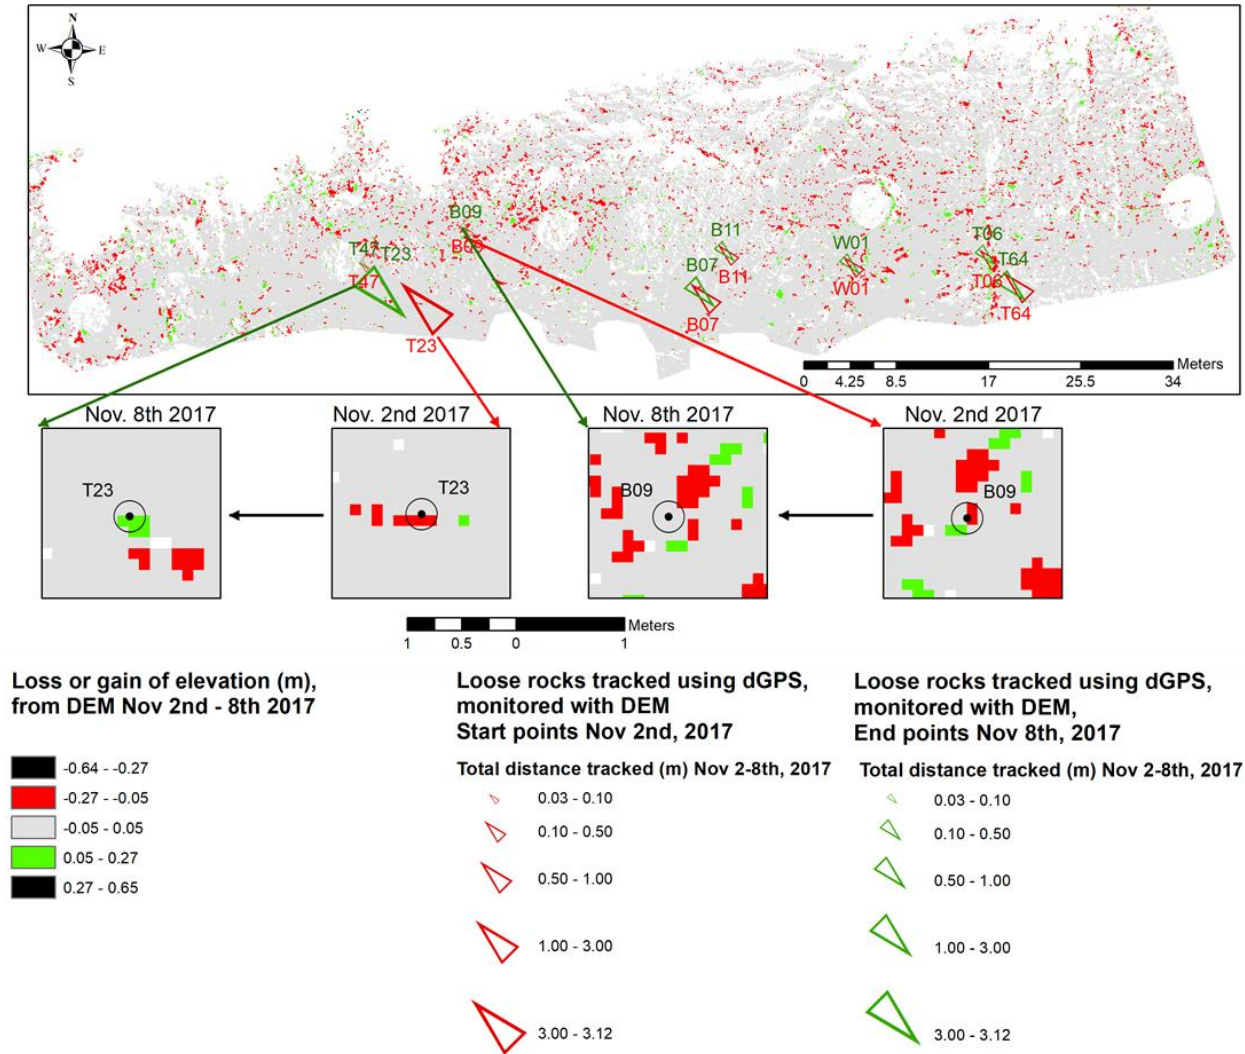 N
W E
S
B09
B09
T47 T23
T47
T23
B11
B07
B11
B07
W01
W01
T06
T64
T06
T64
Meters
0 4.25 8.5 17 25.5 34
Nov. 8th 2017
Nov. 2nd 2017
Nov. 8th 2017
Nov. 2nd 2017
T23
T23
B09
B09
Meters
1 0.5 0 1
Loss or gain of elevation (m),
from DEM Nov 2nd - 8th 2017
-0.64 - -0.27
-0.27 - -0.05
-0.05 - 0.05
0.05 - 0.27
0.27 - 0.65
Loose rocks tracked using dGPS,
monitored with DEM
Start points Nov 2nd, 2017
Total distance tracked (m) Nov 2-8th, 2017
0.03 - 0.10
0.10 - 0.50
0.50 - 1.00
1.00 - 3.00
3.00 - 3.12
Loose rocks tracked using dGPS,
monitored with DEM,
End points Nov 8th, 2017
Total distance tracked (m) Nov 2-8th, 2017
0.03 - 0.10
0.10 - 0.50
0.50 - 1.00
1.00 - 3.00
3.00 - 3.12